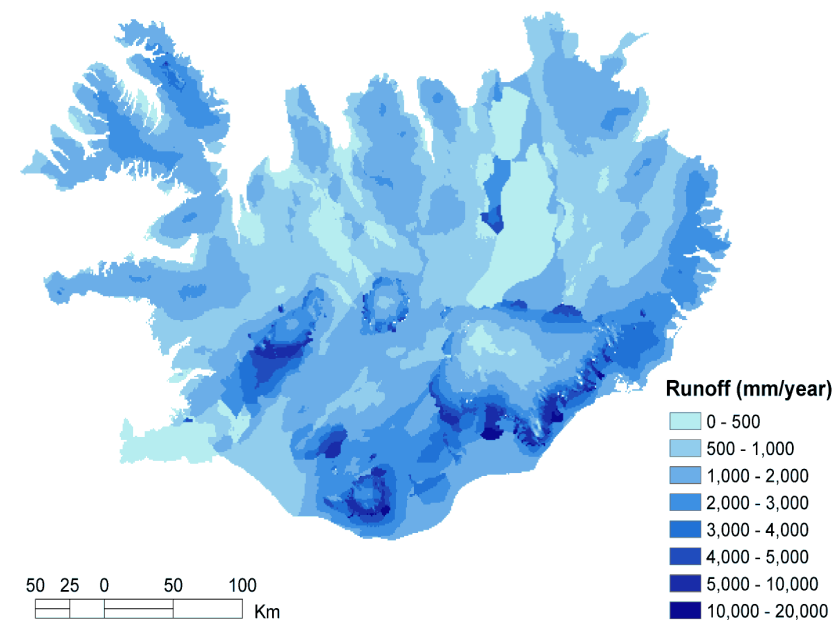 Runoff (mm/year)
0 - 500
500 - 1,000
1,000 - 2,000
2,000 - 3,000
3,000 - 4,000
4,000 - 5,000
5,000 - 10,000
10,000 - 20,000
50 25 0 50 100
Km